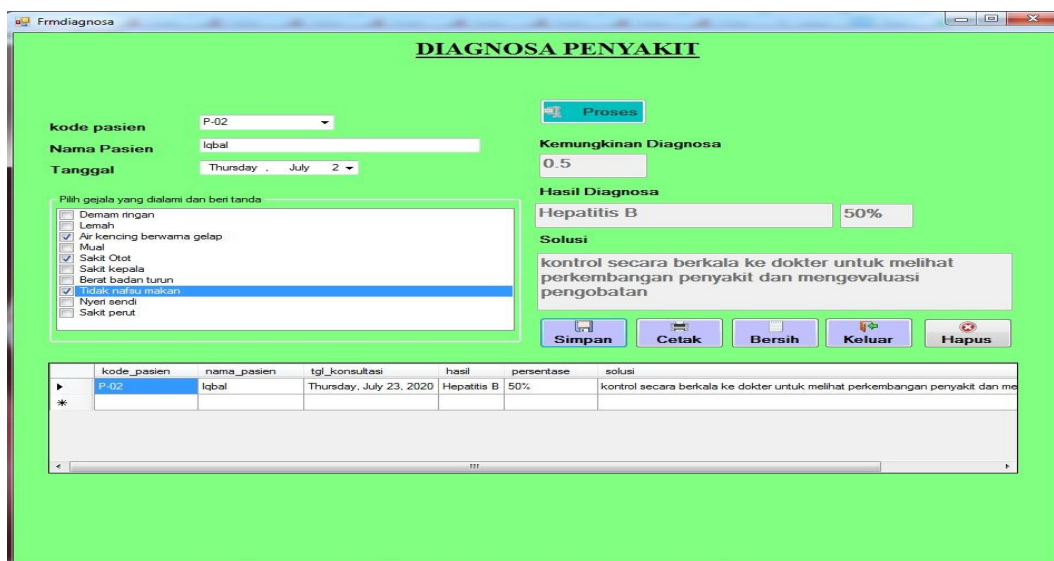 Frmdiagnosa
DIAGNOSA PENYAKIT
kode pasien P-02
Nama Pasien Iqbal
Tanggal Thursday , July 2
Pilih gejala yang dialami dan beri tanda
Demam ringan
Lemah
Air kencing berwarna gelap
Mual
Sakit Otot
Sakit kepala
Berat badan turun
Tidak nafsu makan
Nyeri sendi
Sakit perut
Proses
Kemungkinan Diagnosa
0.5
Hasil Diagnosa
Hepatitis B 50%
Solusi
kontrol secara berkala ke dokter untuk melihat
perkembangan penyakit dan mengevaluasi
pengobatan
Simpan Cetak Bersih Keluar Hapus
kode_pasien nama_pasien tgl_konsultasi hasil persentase solusi
P-02 Iqbal Thursday, July 23, 2020 Hepatitis B 50% kontrol secara berkala ke dokter untuk melihat perkembangan penyakit dan me